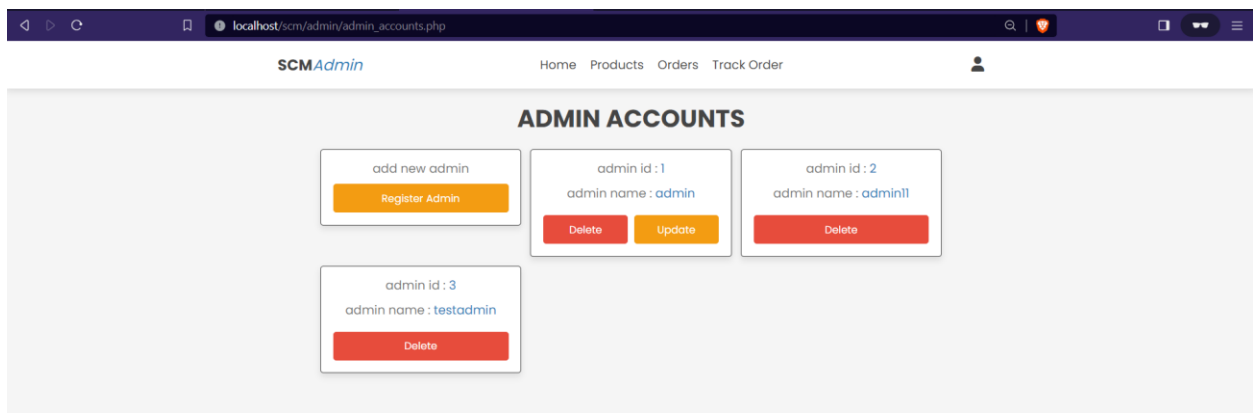 localhost/scm/admin/admin_accounts.php
SCMAdmin Home Products Orders Track Order
ADMIN ACCOUNTS
add new admin
Register Admin
admin id : 1
admin name : admin
Delete Update
admin id : 2
admin name : admin11
Delete
admin id : 3
admin name : testadmin
Delete